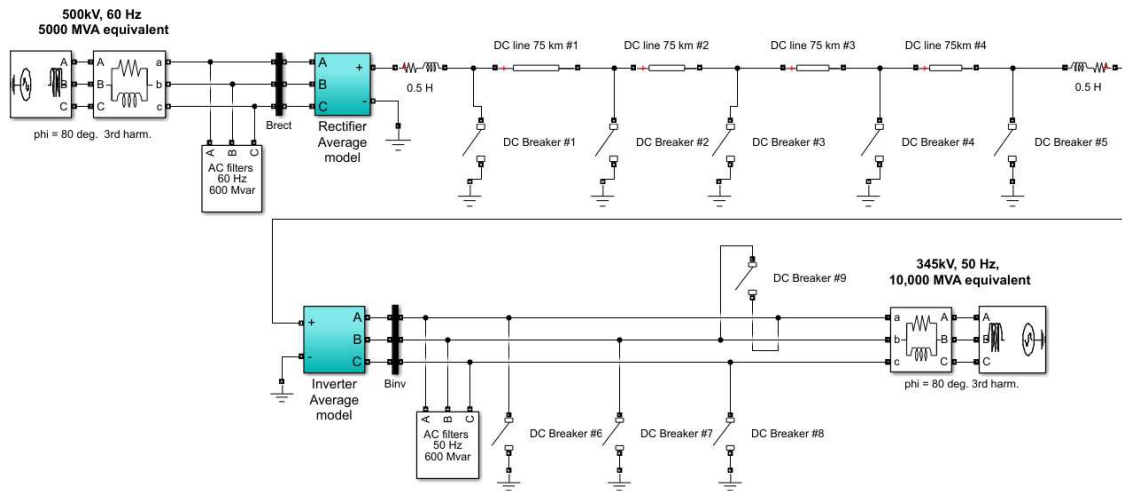 500kV, 60 Hz
5000 MVA equivalent
A
B
C
A
B
C
a
b
c
phi = 80 deg. 3rd harm.
A
B
C
AC filters
60 Hz
600 Mvar
Brect
A
B
C
+
-
Rectifier
Average
model
0.5 H
DC line 75 km #1
DC line 75 km #2
DC line 75 km #3
DC line 75km #4
0.5 H
DC Breaker #1
DC Breaker #2
DC Breaker #3
DC Breaker #4
DC Breaker #5
+
-
A
B
C
Inverter
Average
model
Binv
A
B
C
AC filters
50 Hz
600 Mvar
DC Breaker #6
DC Breaker #7
DC Breaker #8
DC Breaker #9
345kV, 50 Hz,
10,000 MVA equivalent
a
b
c
A
B
C
A
B
C
phi = 80 deg. 3rd harm.